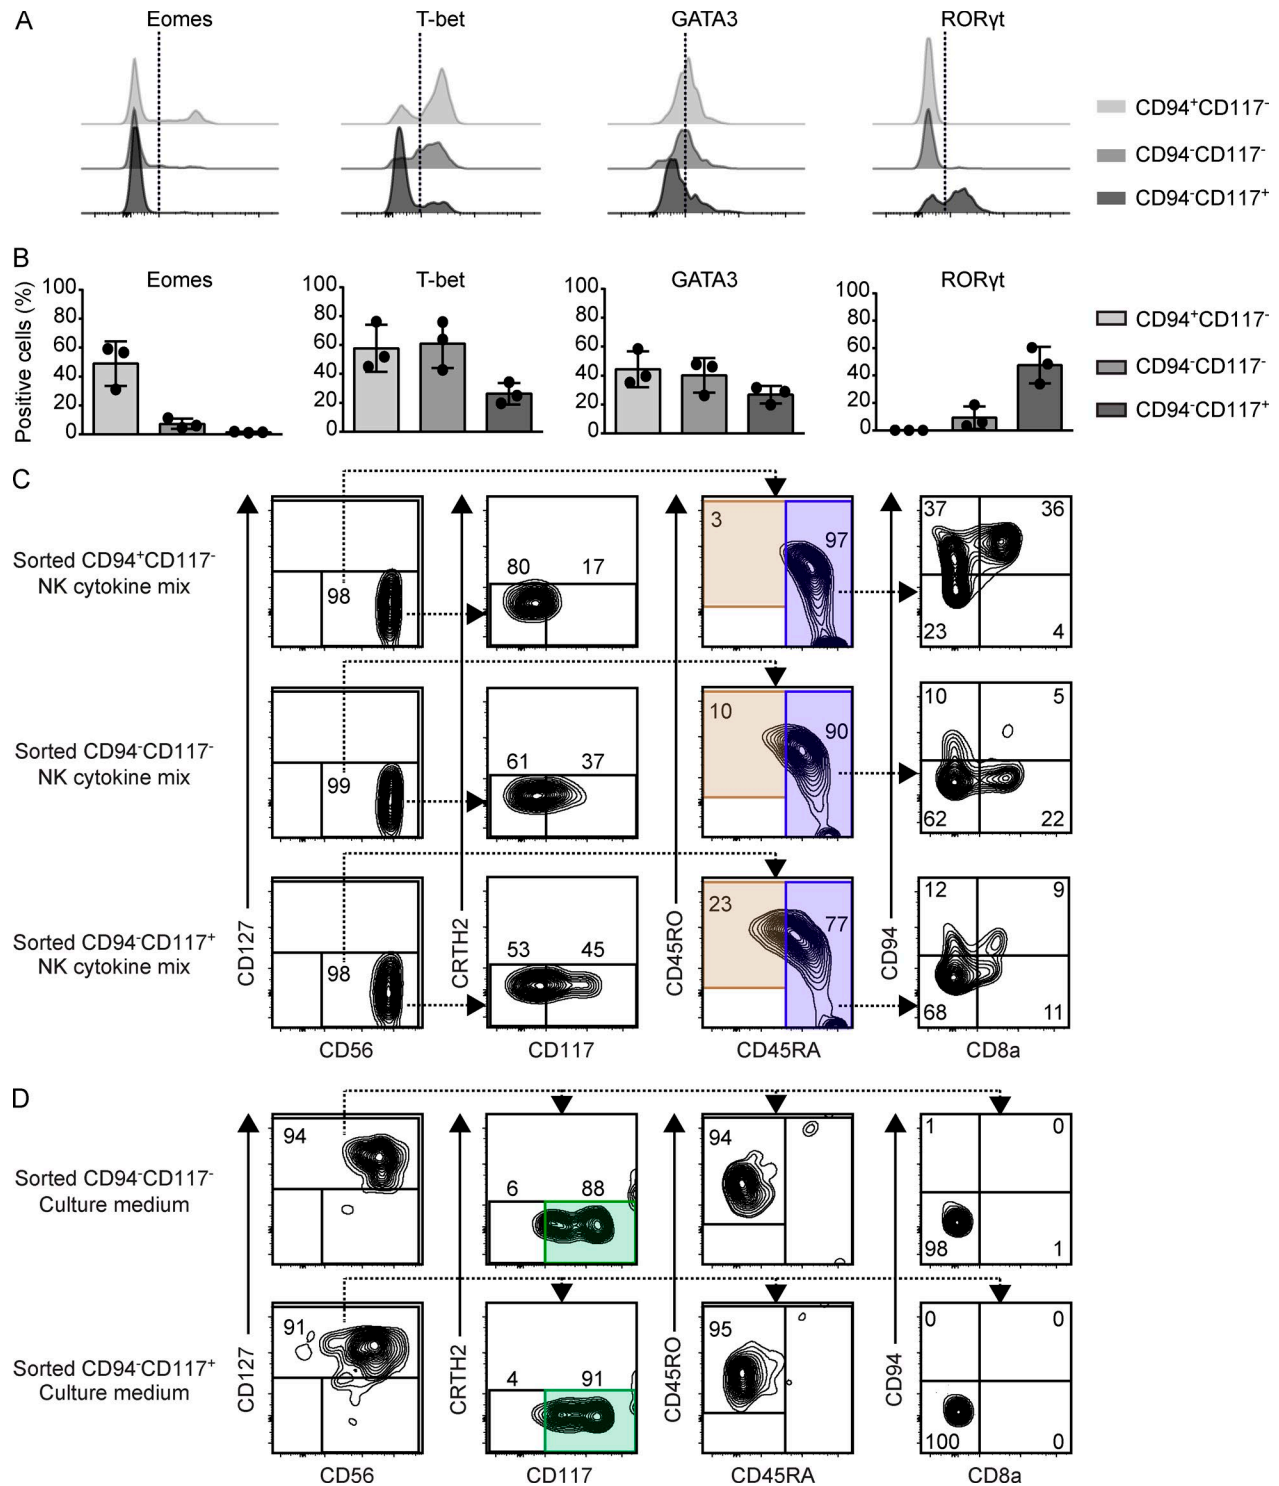 A
Eomes
T-bet
GATA3
RORγt
CD94⁺CD117⁻
CD94⁻CD117⁻
CD94⁻CD117⁺
B
Eomes
T-bet
GATA3
RORγt
Positive cells (%)
100
80
60
40
20
0
100
80
60
40
20
0
100
80
60
40
20
0
100
80
60
40
20
0
CD94⁺CD117⁻
CD94⁻CD117⁻
CD94⁻CD117⁺
C
Sorted CD94⁺CD117⁻
NK cytokine mix
98
80
17
3
97
37
36
23
4
Sorted CD94⁻CD117⁻
NK cytokine mix
99
61
37
10
90
10
5
62
22
Sorted CD94⁻CD117⁺
NK cytokine mix
98
53
45
23
77
12
9
68
11
CD127
CRTH2
CD45RO
CD94
CD56
CD117
CD45RA
CD8a
D
Sorted CD94⁻CD117⁻
Culture medium
94
6
88
94
1
0
98
1
Sorted CD94⁻CD117⁺
Culture medium
91
4
91
95
0
0
100
0
CD127
CRTH2
CD45RO
CD94
CD56
CD117
CD45RA
CD8a